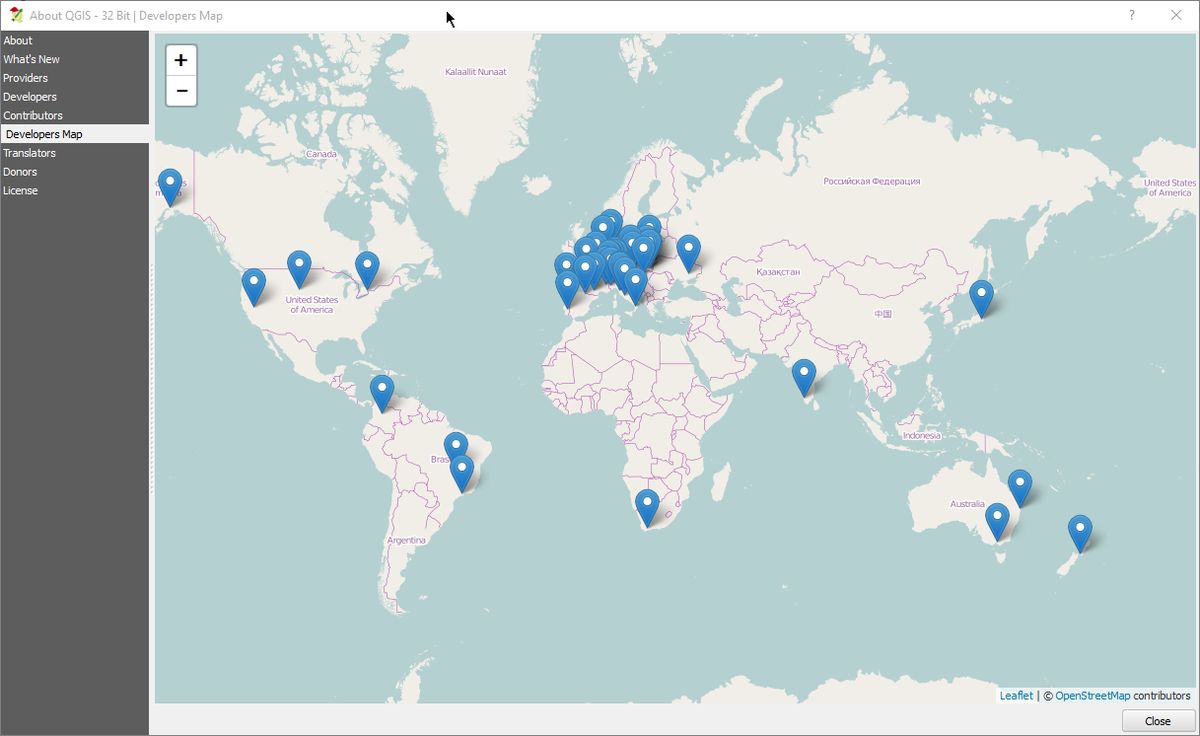 About QGIS - 32 Bit | Developers Map
?
About
What's New
Providers
Developers
Contributors
Developers Map
Translators
Donors
License
+
−
Kalaallit Nunaat
Canada
Российская Федерация
United States
of America
Қазақстан
United States
of America
中国
Indonesia
Australia
Argentina
Leaflet | © OpenStreetMap contributors
Close